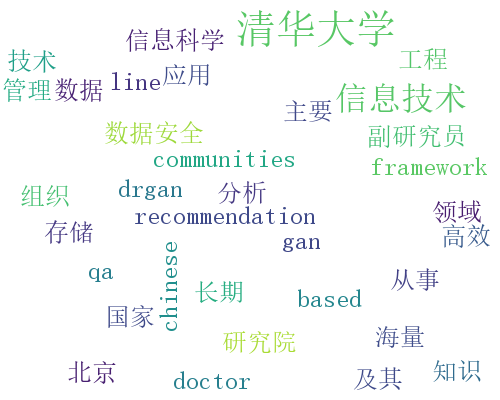 清华大学
信息科学
工程
技术
应用
管理
数据
line
信息技术
主要
数据安全
副研究员
communities
framework
组织
drgan
分析
领域
recommendation
存储
高效
gan
qa
从事
chinese
长期
based
国家
海量
研究院
北京
doctor
及其
知识